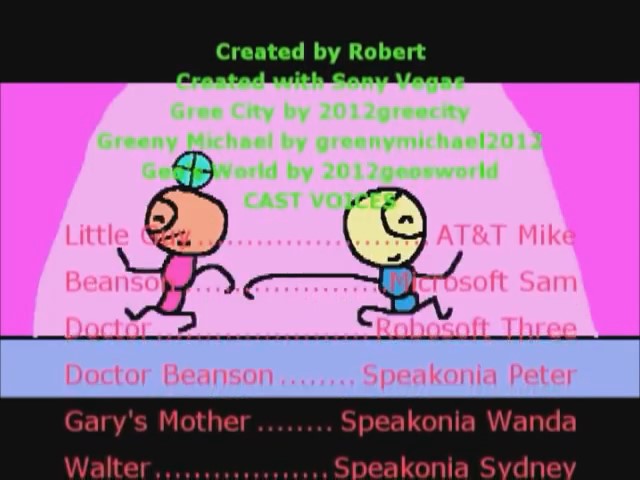 Created by Robert
Created with Sony Vegas
Gree City by 2012greecity
Greeny Michael by greenymichael2012
Geo's World by 2012geosworld
CAST VOICES
Little Guy........................ AT&T Mike
Beanson.................... Microsoft Sam
Doctor...................... Robosoft Three
Doctor Beanson........ Speakonia Peter
Gary's Mother........ Speakonia Wanda
Walter.................. Speakonia Sydney